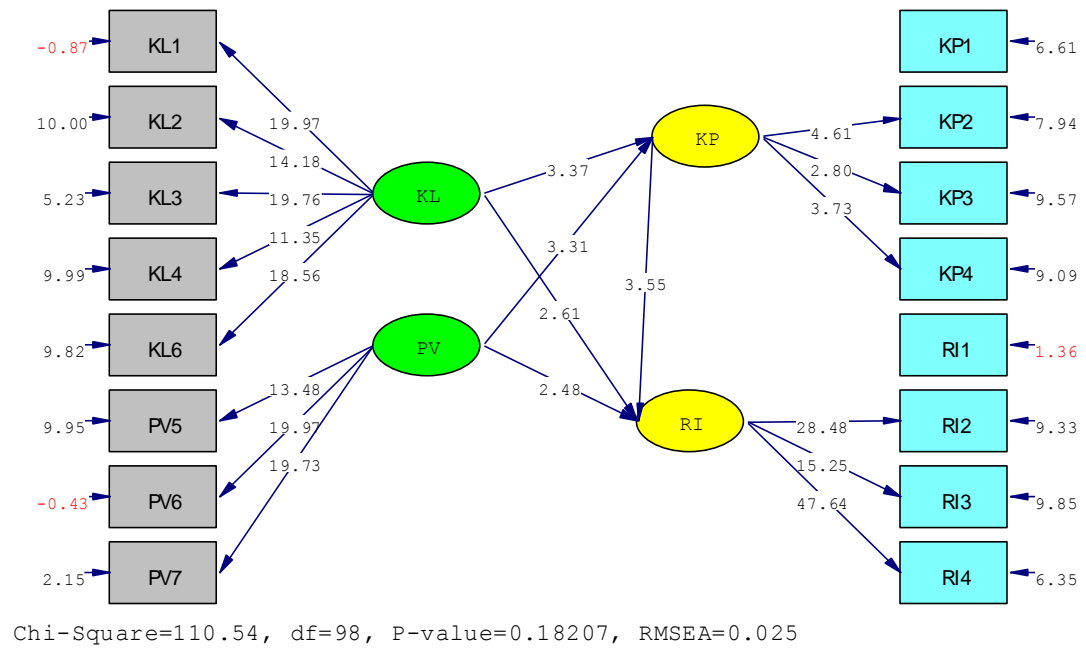 -0.87 KL1 KP1 6.61
10.00 KL2 19.97 4.61 KP2 7.94
14.18 KP 2.80
5.23 KL3 19.76 KL 3.37 3.73 KP3 9.57
11.35 3.31
9.99 KL4 18.56 3.55 KP4 9.09
2.61
9.82 KL6 PV RI1 1.36
13.48 2.48
9.95 PV5 19.97 RI 28.48 RI2 9.33
19.73 15.25
-0.43 PV6 47.64 RI3 9.85
2.15 PV7 RI4 6.35
Chi-Square=110.54, df=98, P-value=0.18207, RMSEA=0.025